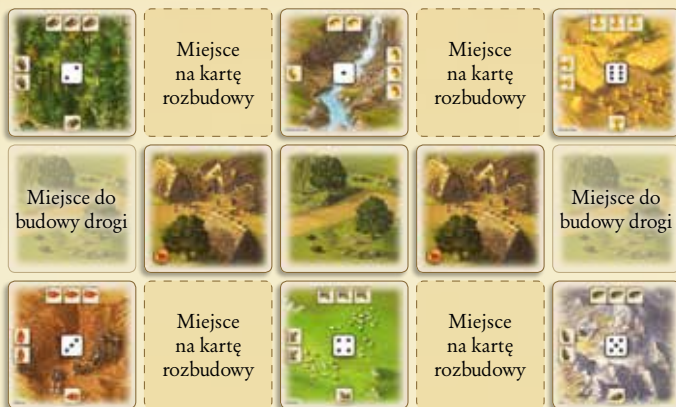 Miejsce
na kartę
rozbudowy
Miejsce
na kartę
rozbudowy
Miejsce do
budowy drogi
Miejsce do
budowy drogi
Miejsce
na kartę
rozbudowy
Miejsce
na kartę
rozbudowy